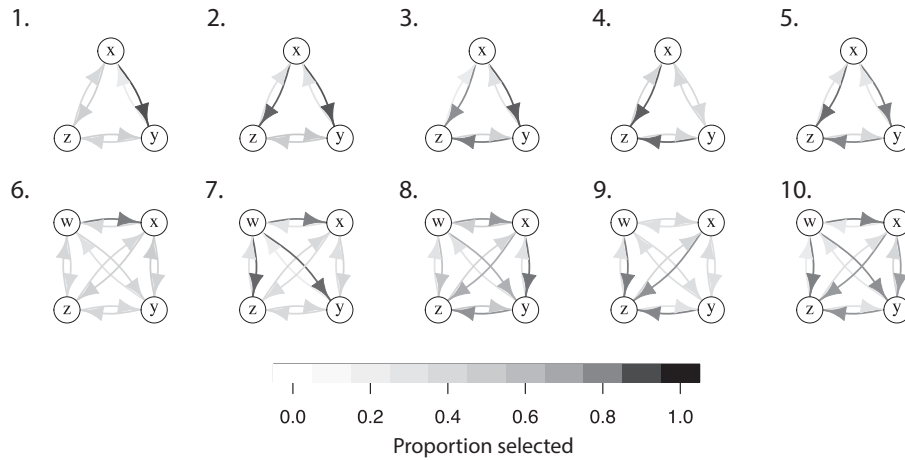 1. 2. 3. 4. 5.
x x x x x
z y z y z y z y z y
6. 7. 8. 9. 10.
w x w x w x w x w x
z y z y z y z y z y
0.0 0.2 0.4 0.6 0.8 1.0
Proportion selected